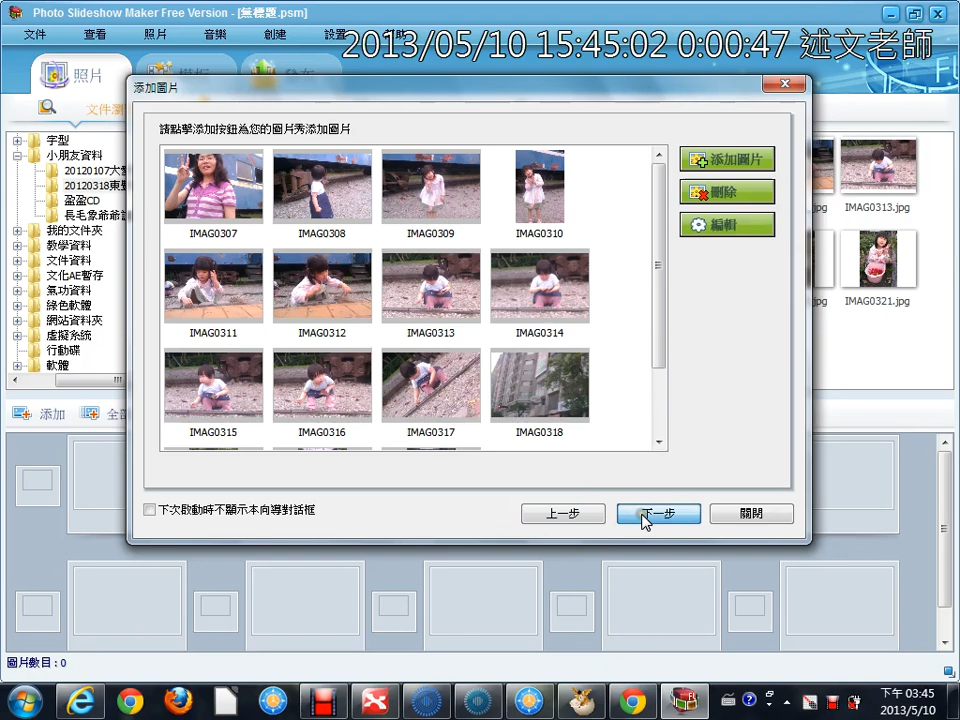 Photo Slideshow Maker Free Version - [無標題.psm]
文件 查看 照片 音樂 創建 設置
2013/05/10 15:45:02 0:00:47 述文老師
照片
添加圖片
文件瀏
請點擊添加按鈕為您的圖片秀添加圖片
字型
小朋友資料
20120107大
20120318東
盈盈CD
長毛象爺爺
我的文件夾
教學資料
文件資料
文化AE暫存
氣功資料
綠色軟體
網站資料夾
虛擬系統
行動碟
軟體
IMAG0307 IMAG0308 IMAG0309 IMAG0310
IMAG0311 IMAG0312 IMAG0313 IMAG0314
IMAG0315 IMAG0316 IMAG0317 IMAG0318
添加圖片
刪除
編輯
jpg IMAG0313.jpg
jpg IMAG0321.jpg
添加 全部
下次啟動時不顯示本向導對話框
上一步 下一步 關閉
圖片數目 : 0
下午 03:45
2013/5/10